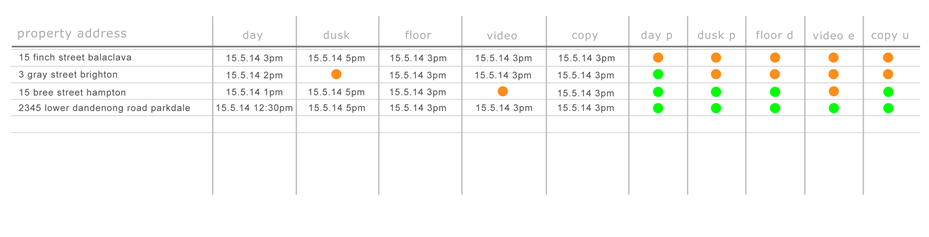 property address day dusk floor video copy day p dusk p floor d video e copy u
15 finch street balaclava 15.5.14 3pm 15.5.14 5pm 15.5.14 3pm 15.5.14 3pm 15.5.14 3pm
3 gray street brighton 15.5.14 2pm 15.5.14 3pm 15.5.14 3pm 15.5.14 3pm
15 bree street hampton 15.5.14 1pm 15.5.14 5pm 15.5.14 3pm 15.5.14 3pm
2345 lower dandenong road parkdale 15.5.14 12:30pm 15.5.14 5pm 15.5.14 3pm 15.5.14 3pm 15.5.14 3pm